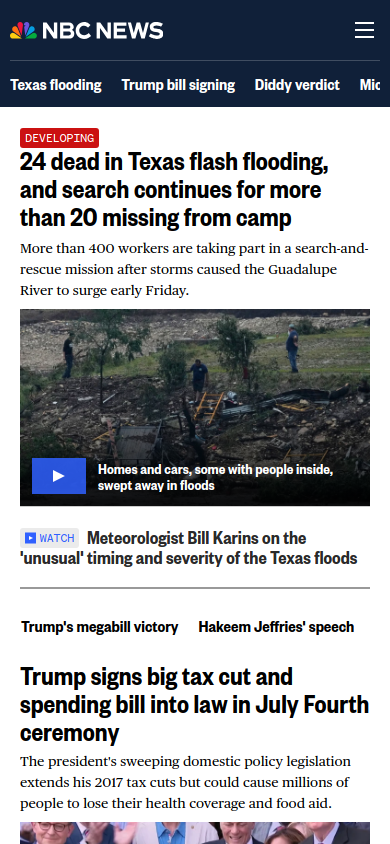 NBC NEWS
Texas flooding Trump bill signing Diddy verdict
DEVELOPING
24 dead in Texas flash flooding,
and search continues for more
than 20 missing from camp
More than 400 workers are taking part in a search-and-
rescue mission after storms caused the Guadalupe
River to surge early Friday.
Homes and cars, some with people inside,
swept away in floods
WATCH Meteorologist Bill Karins on the
'unusual' timing and severity of the Texas floods
Trump's megabill victory Hakeem Jeffries' speech
Trump signs big tax cut and
spending bill into law in July Fourth
ceremony
The president's sweeping domestic policy legislation
extends his 2017 tax cuts but could cause millions of
people to lose their health coverage and food aid.